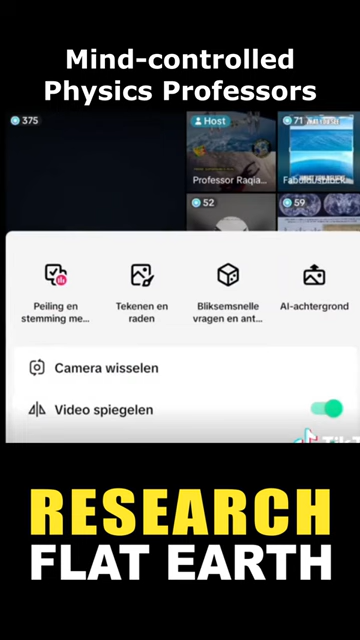 Mind-controlled
Physics Professors
375
Host
71
Professor Raqia...
Fabulousblock...
52
59
Peiling en
stemming me...
Tekenen en
raden
Bliksemsnelle
vragen en ant...
AI-achtergrond
Camera wisselen
Video spiegelen
RESEARCH
FLAT EARTH